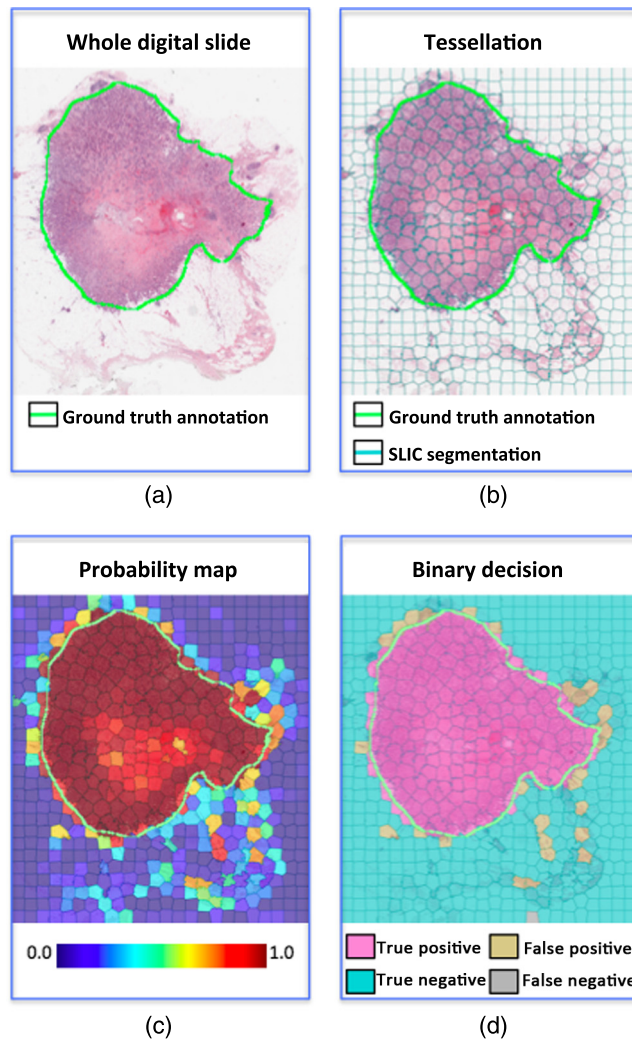 Whole digital slide
Ground truth annotation
(a)
Tessellation
Ground truth annotation
SLIC segmentation
(b)
Probability map
0.0 1.0
(c)
Binary decision
True positive False positive
True negative False negative
(d)